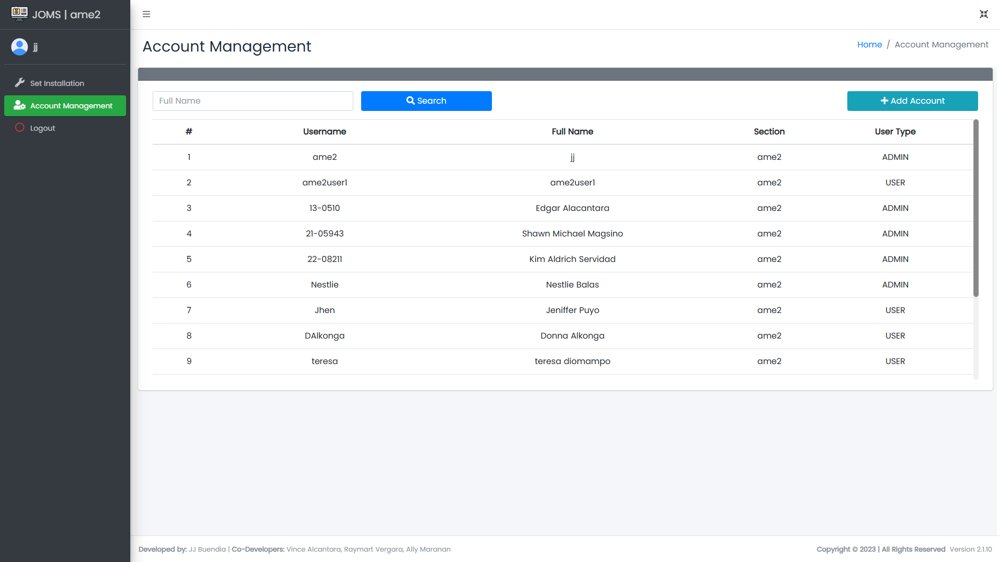 JOMS | ame2
jj
Set Installation
Account Management
Logout
Account Management
Home / Account Management
Full Name
Search
Add Account
# Username Full Name Section User Type
1 ame2 jj ame2 ADMIN
2 ame2user1 ame2user1 ame2 USER
3 13-0510 Edgar Alacantara ame2 ADMIN
4 21-05943 Shawn Michael Magsino ame2 ADMIN
5 22-08211 Kim Aldrich Servidad ame2 ADMIN
6 Nestlie Nestlie Balas ame2 ADMIN
7 Jhen Jeniffer Puyo ame2 USER
8 DAlkonga Donna Alkonga ame2 USER
9 teresa teresa diomampo ame2 USER
Developed by: JJ Buendia | Co-Developers: Vince Alcantara, Raymart Vergara, Ally Maranan
Copyright © 2023 | All Rights Reserved Version 2.1.10